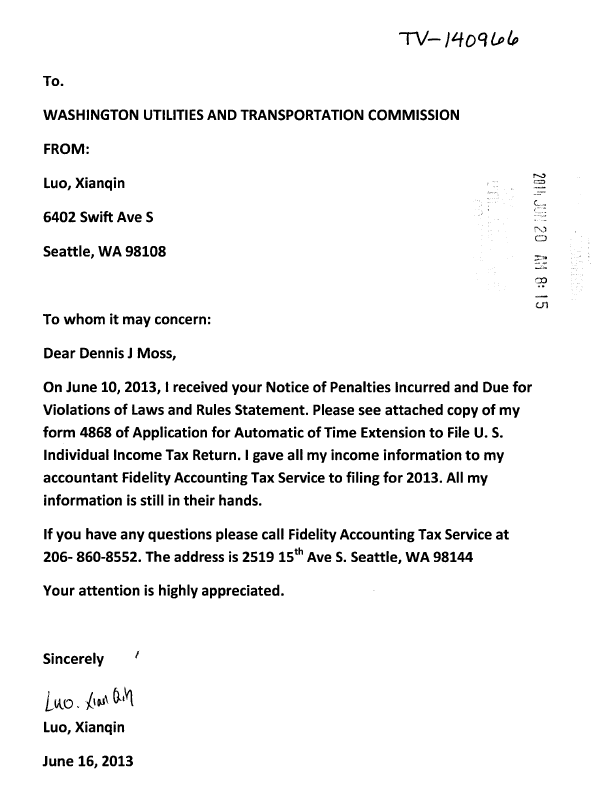 TV-140966
To.
WASHINGTON UTILITIES AND TRANSPORTATION COMMISSION
FROM:
Luo, Xianqin
6402 Swift Ave S
Seattle, WA 98108
2014 JUN 20 AM 8:15
To whom it may concern:
Dear Dennis J Moss,
On June 10, 2013, I received your Notice of Penalties Incurred and Due for
Violations of Laws and Rules Statement. Please see attached copy of my
form 4868 of Application for Automatic of Time Extension to File U. S.
Individual Income Tax Return. I gave all my income information to my
accountant Fidelity Accounting Tax Service to filing for 2013. All my
information is still in their hands.
If you have any questions please call Fidelity Accounting Tax Service at
206- 860-8552. The address is 2519 15th Ave S. Seattle, WA 98144
Your attention is highly appreciated.
Sincerely
Luo. Xian Qin
Luo, Xianqin
June 16, 2013